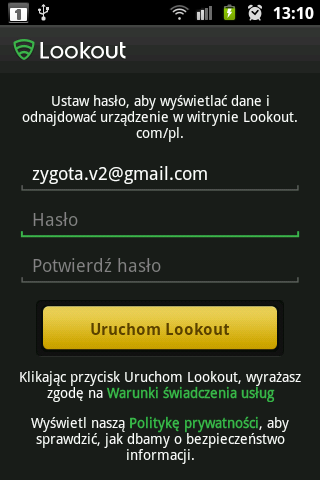 1
13:10
Lookout
Ustaw hasło, aby wyświetlać dane i
odnajdować urządzenie w witrynie Lookout.
com/pl.
zygota.v2@gmail.com
Hasło
Potwierdź hasło
Uruchom Lookout
Klikając przycisk Uruchom Lookout, wyrażasz
zgodę na Warunki świadczenia usług
Wyświetl naszą Politykę prywatności, aby
sprawdzić, jak dbamy o bezpieczeństwo
informacji.